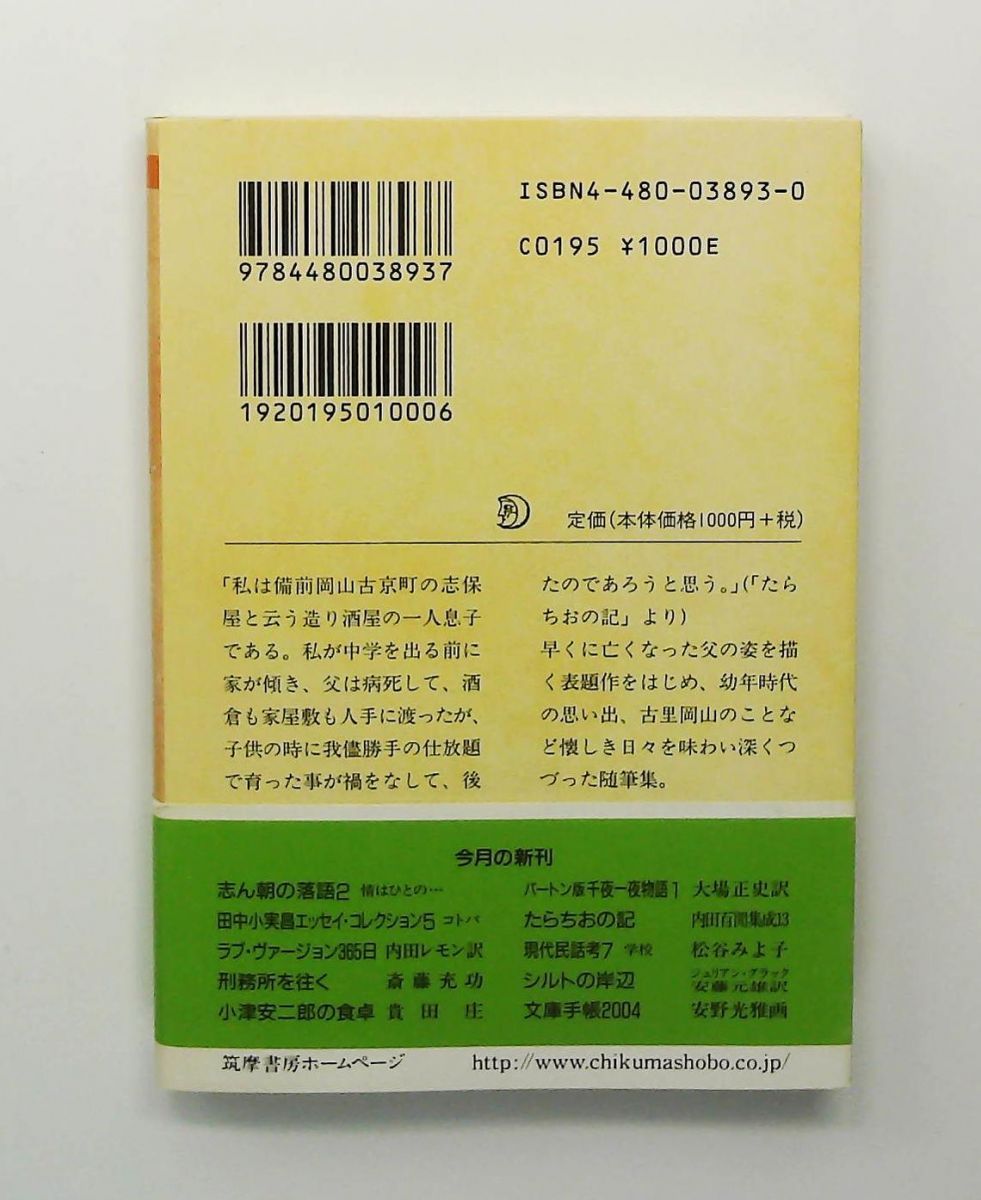 9784480038937
ISBN4-480-03893-0
C0195 ¥1000E
1920195010006
定価(本体価格1000円+税)
「私は備前岡山古京町の志保
屋と云う造り酒屋の一人息子
である。私が中学を出る前に
家が傾き、父は病死して、酒
倉も家屋敷も人手に渡ったが、
子供の時に我儘勝手の仕放題
で育った事が禍をなして、後
たのであろうと思う。」(「たら
ちおの記」より)
早くに亡くなった父の姿を描
く表題作をはじめ、幼年時代
の思い出、古里岡山のことな
ど懐しき日々を味わい深くつ
づった随筆集。
今月の新刊
志ん朝の落語2 情はひとの…
田中小実昌エッセイ・コレクション5 コトバ
ラブ・ヴァージョン365日 内田レモン訳
刑務所を往く 斎藤充功
小津安二郎の食卓 貴田庄
バートン版千夜一夜物語1 大場正史訳
たらちおの記 内田百閒集成13
現代民話考7 学校 松谷みよ子
シルトの岸辺 ジュリアン・グラック 安藤元雄訳
文庫手帳2004 安野光雅画
筑摩書房ホームページ http://www.chikumashobo.co.jp/